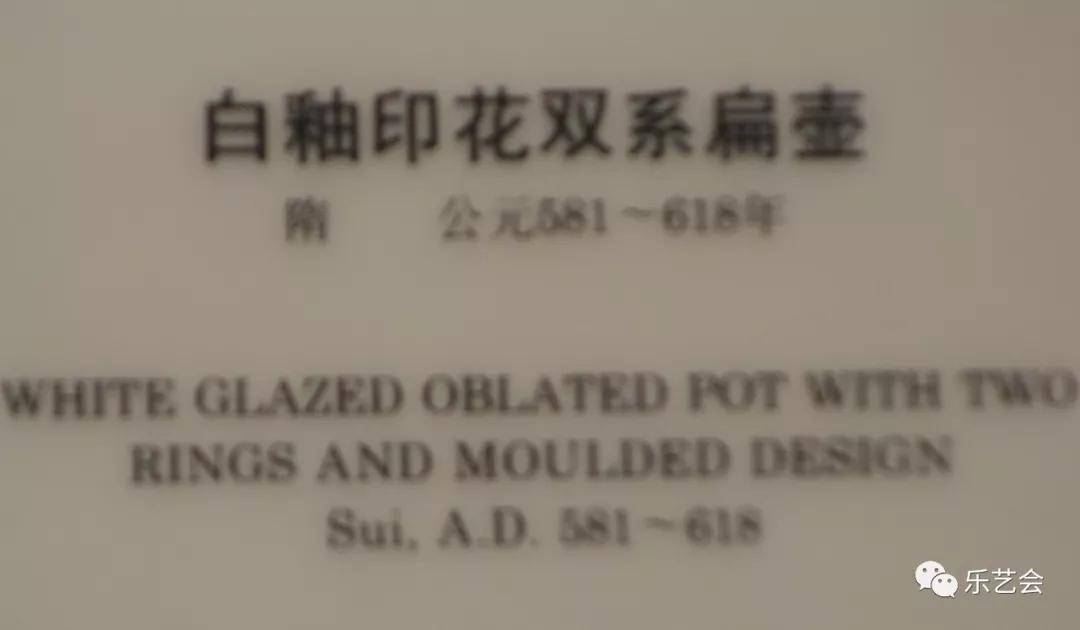 白釉印花双系扁壶
隋 公元581～618年
WHITE GLAZED OBLATED POT WITH TWO
RINGS AND MOULDED DESIGN
Sui, A.D. 581～618
乐艺会